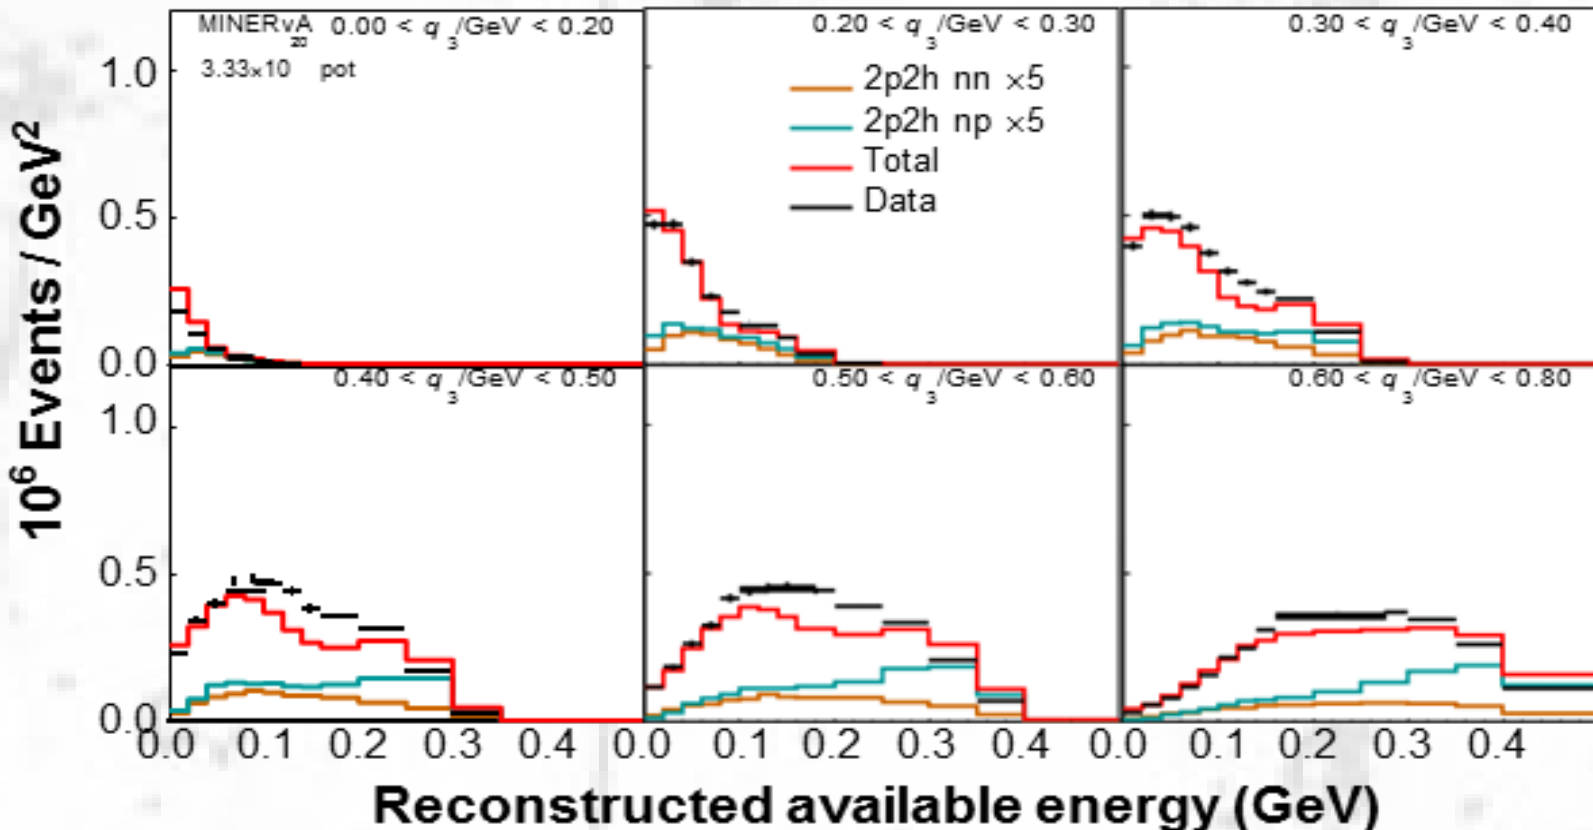 MINERνA 0.00 < q₃/GeV < 0.20
3.33×10²⁰ pot
0.20 < q₃/GeV < 0.30
0.30 < q₃/GeV < 0.40
2p2h nn ×5
2p2h np ×5
Total
Data
1.0
0.5
0.0
0.40 < q₃/GeV < 0.50
0.50 < q₃/GeV < 0.60
0.60 < q₃/GeV < 0.80
1.0
0.5
0.0
0.0 0.1 0.2 0.3 0.4 0.0 0.1 0.2 0.3 0.4 0.0 0.1 0.2 0.3 0.4
10⁶ Events / GeV²
Reconstructed available energy (GeV)